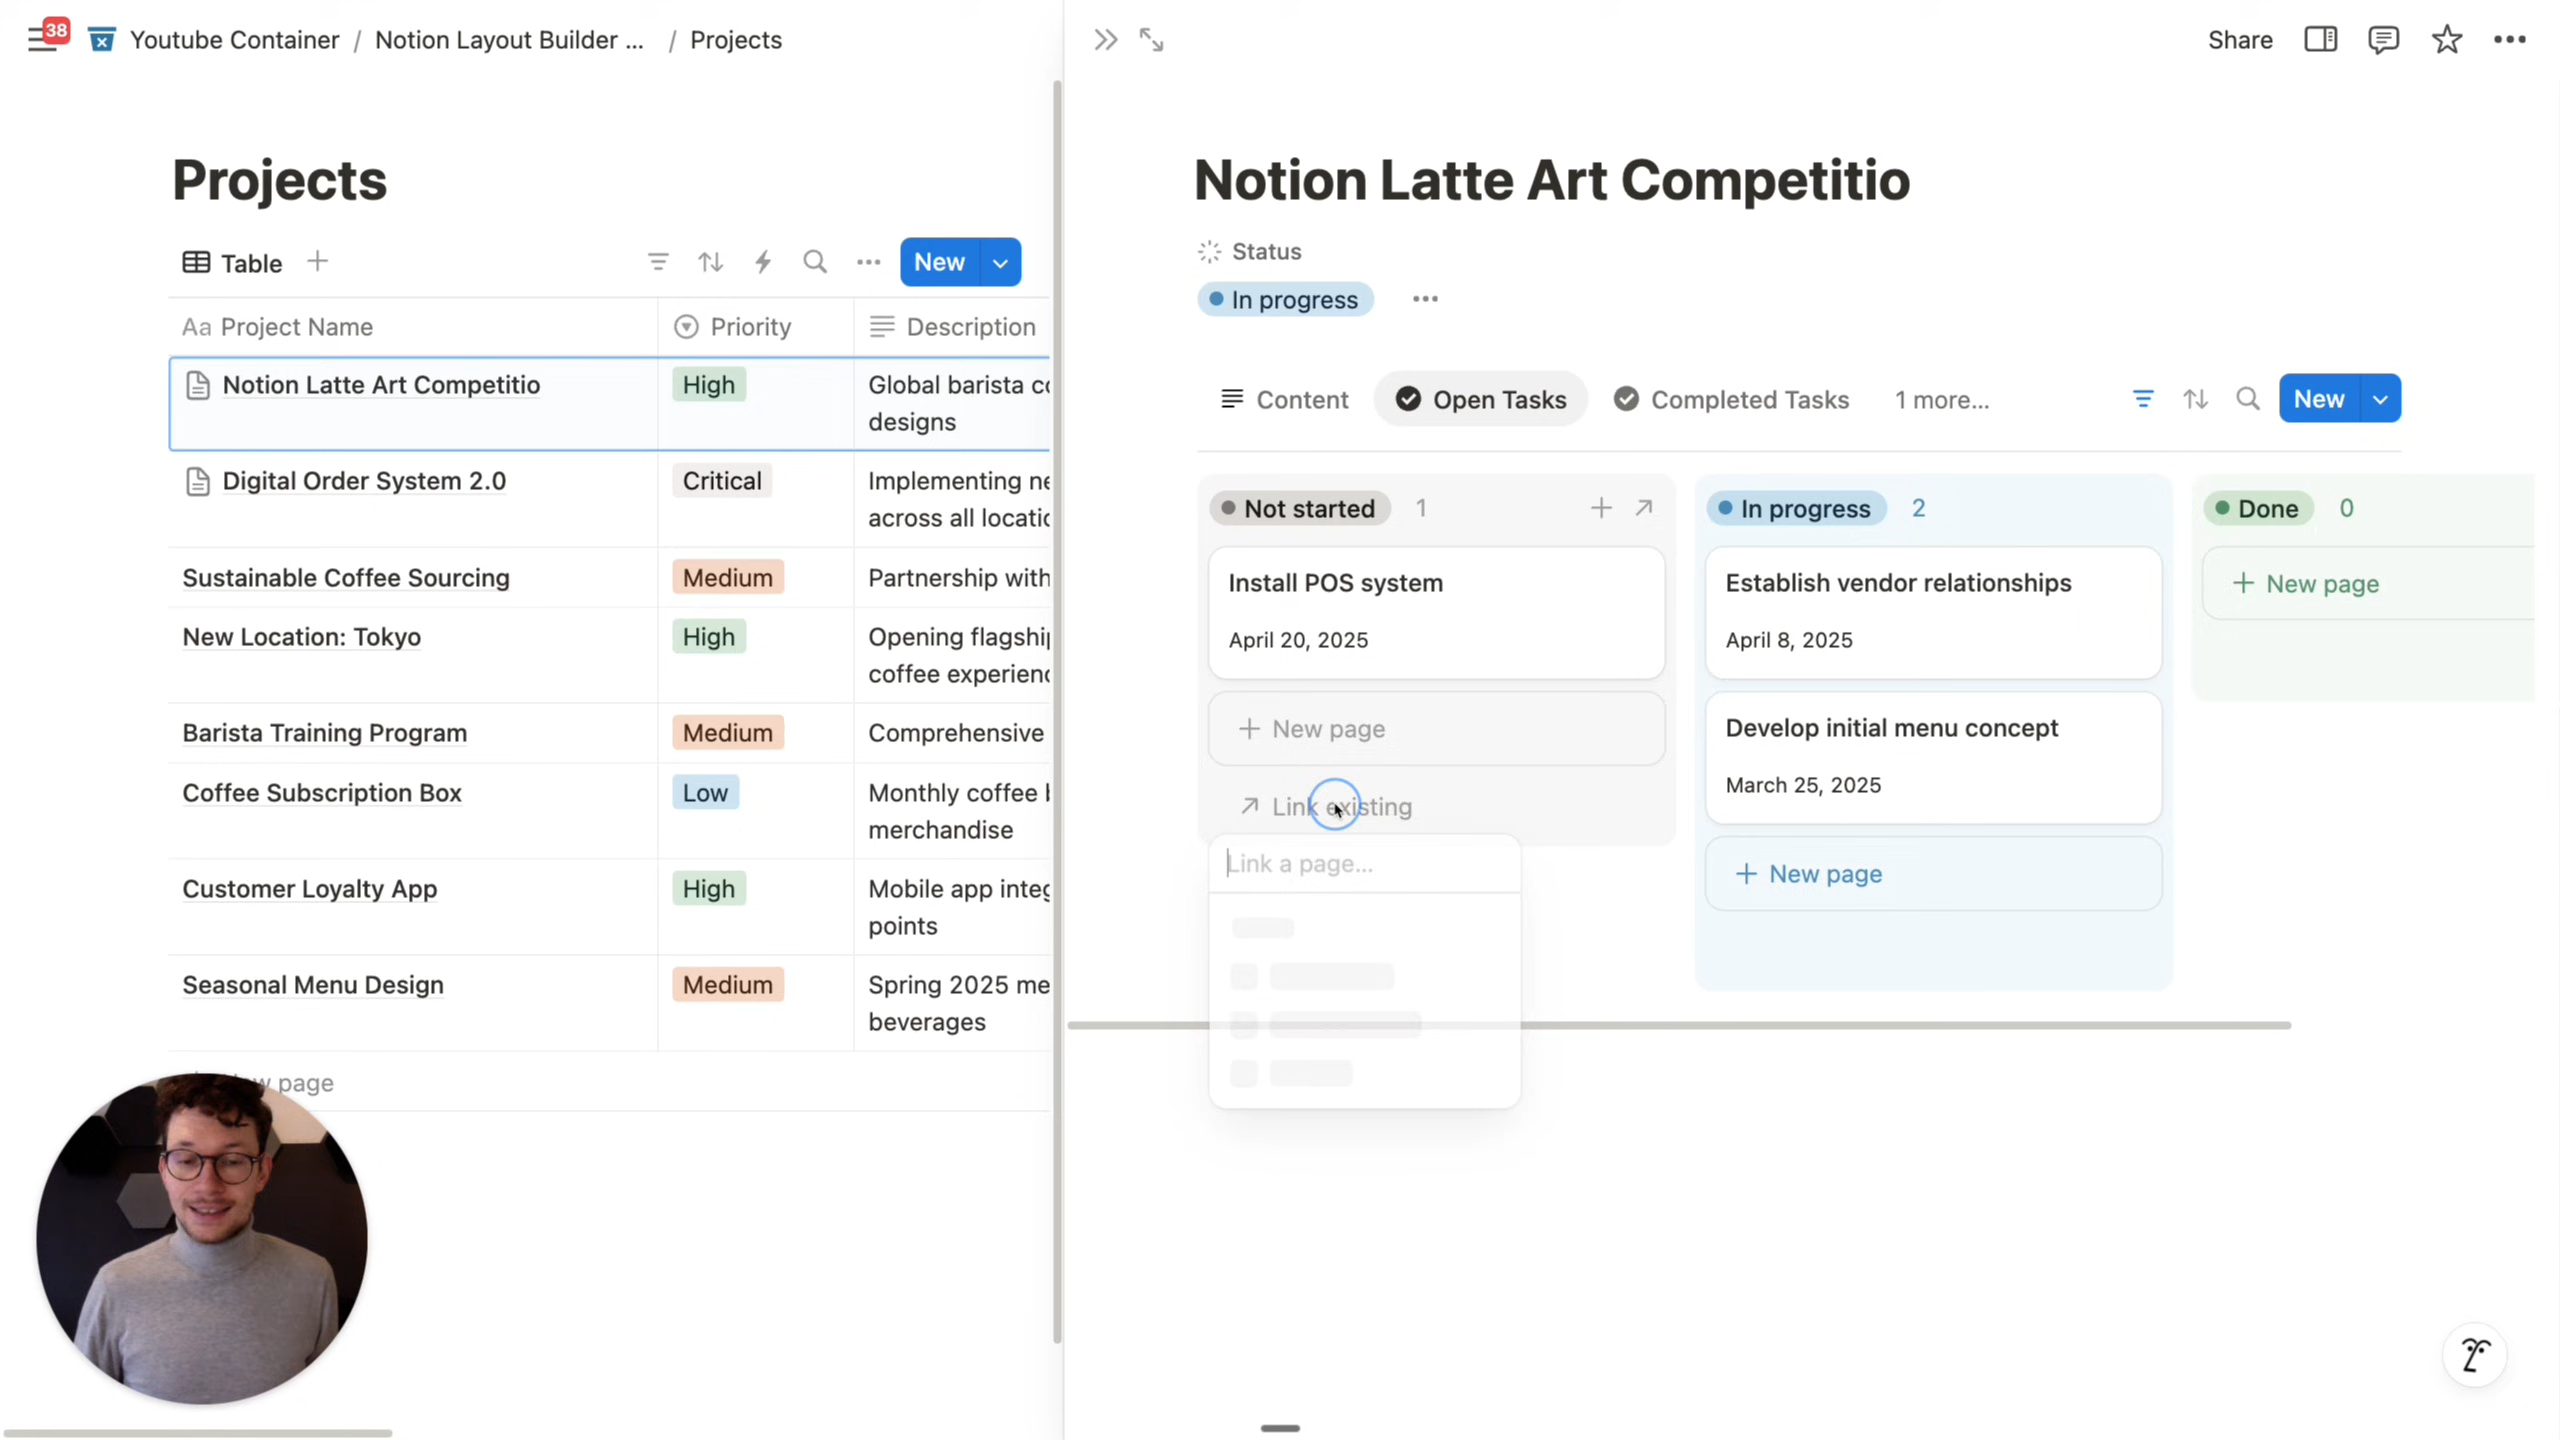 38
Youtube Container / Notion Layout Builder ... / Projects
Share
Projects
Table
New
Aa Project Name
Priority
Description
Notion Latte Art Competitio
High
Global barista co
designs
Digital Order System 2.0
Critical
Implementing ne
across all locatic
Sustainable Coffee Sourcing
Medium
Partnership with
New Location: Tokyo
High
Opening flagship
coffee experienc
Barista Training Program
Medium
Comprehensive
Coffee Subscription Box
Low
Monthly coffee b
merchandise
Customer Loyalty App
High
Mobile app integ
points
Seasonal Menu Design
Medium
Spring 2025 me
beverages
page
Notion Latte Art Competitio
Status
In progress
Content
Open Tasks
Completed Tasks
1 more...
New
Not started 1
Install POS system
April 20, 2025
New page
Link existing
Link a page...
In progress 2
Establish vendor relationships
April 8, 2025
Develop initial menu concept
March 25, 2025
New page
Done 0
New page